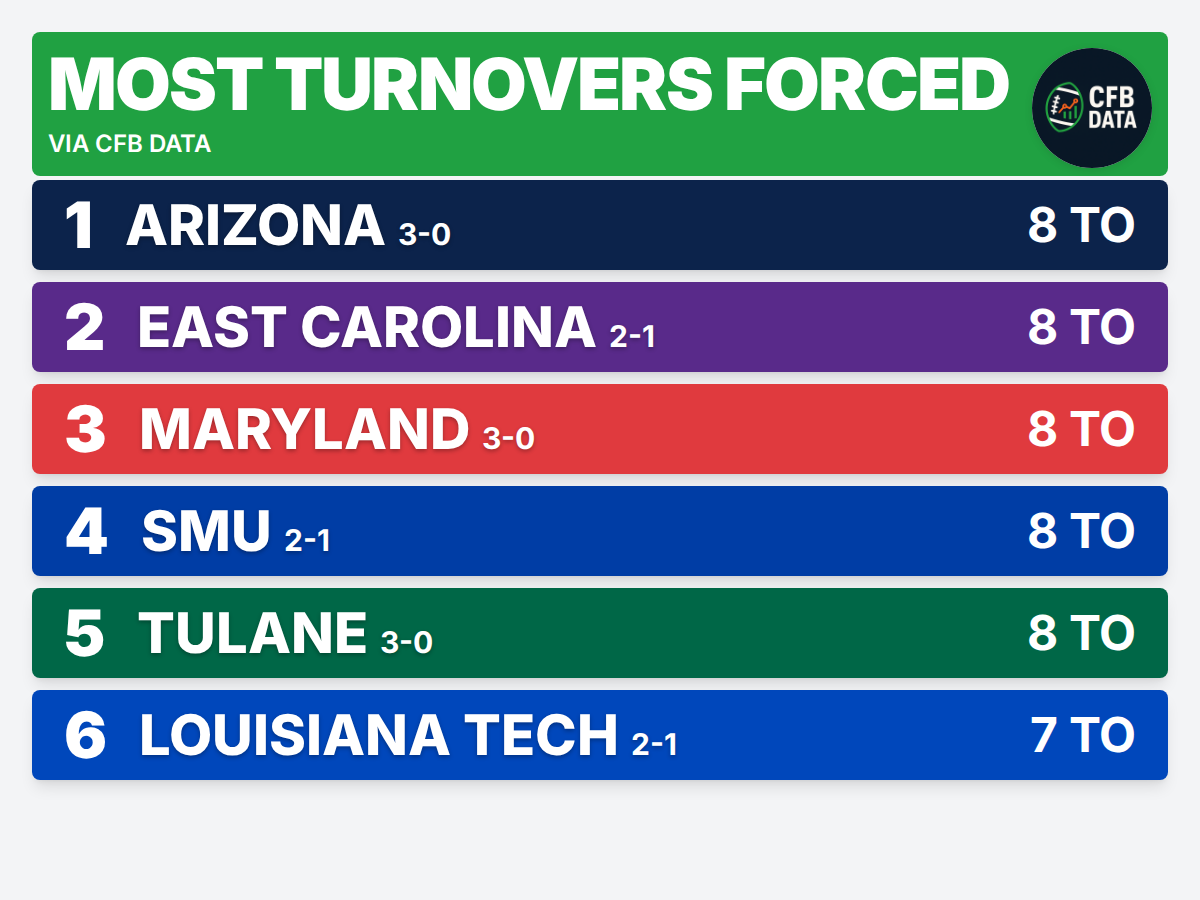 MOST TURNOVERS FORCED
VIA CFB DATA
CFB
DATA
1 ARIZONA 3-0 8 TO
2 EAST CAROLINA 2-1 8 TO
3 MARYLAND 3-0 8 TO
4 SMU 2-1 8 TO
5 TULANE 3-0 8 TO
6 LOUISIANA TECH 2-1 7 TO